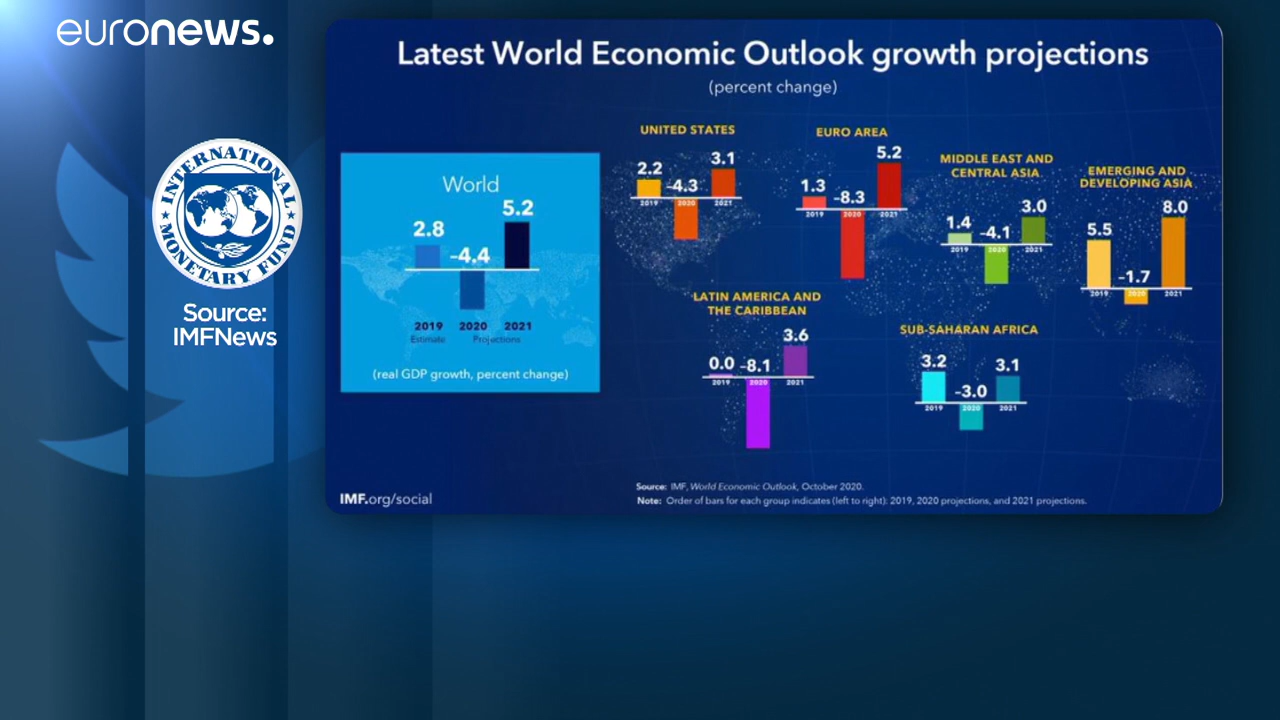 euronews.
INTERNATIONAL
MONETARY FUND
Source:
IMFNews
Latest World Economic Outlook growth projections
(percent change)
World
2.8
-4.4
5.2
2019
2020
2021
Estimate
Projections
(real GDP growth, percent change)
UNITED STATES
2.2
-4.3
3.1
2019
2020
2021
EURO AREA
1.3
-8.3
5.2
2019
2020
2021
MIDDLE EAST AND
CENTRAL ASIA
1.4
-4.1
3.0
2019
2020
2021
EMERGING AND
DEVELOPING ASIA
5.5
-1.7
8.0
2019
2020
2021
LATIN AMERICA AND
THE CARIBBEAN
0.0
-8.1
3.6
2019
2020
2021
SUB-SAHARAN AFRICA
3.2
-3.0
3.1
2019
2020
2021
IMF.org/social
Source: IMF, World Economic Outlook, October 2020.
Note: Order of bars for each group indicates (left to right): 2019, 2020 projections, and 2021 projections.